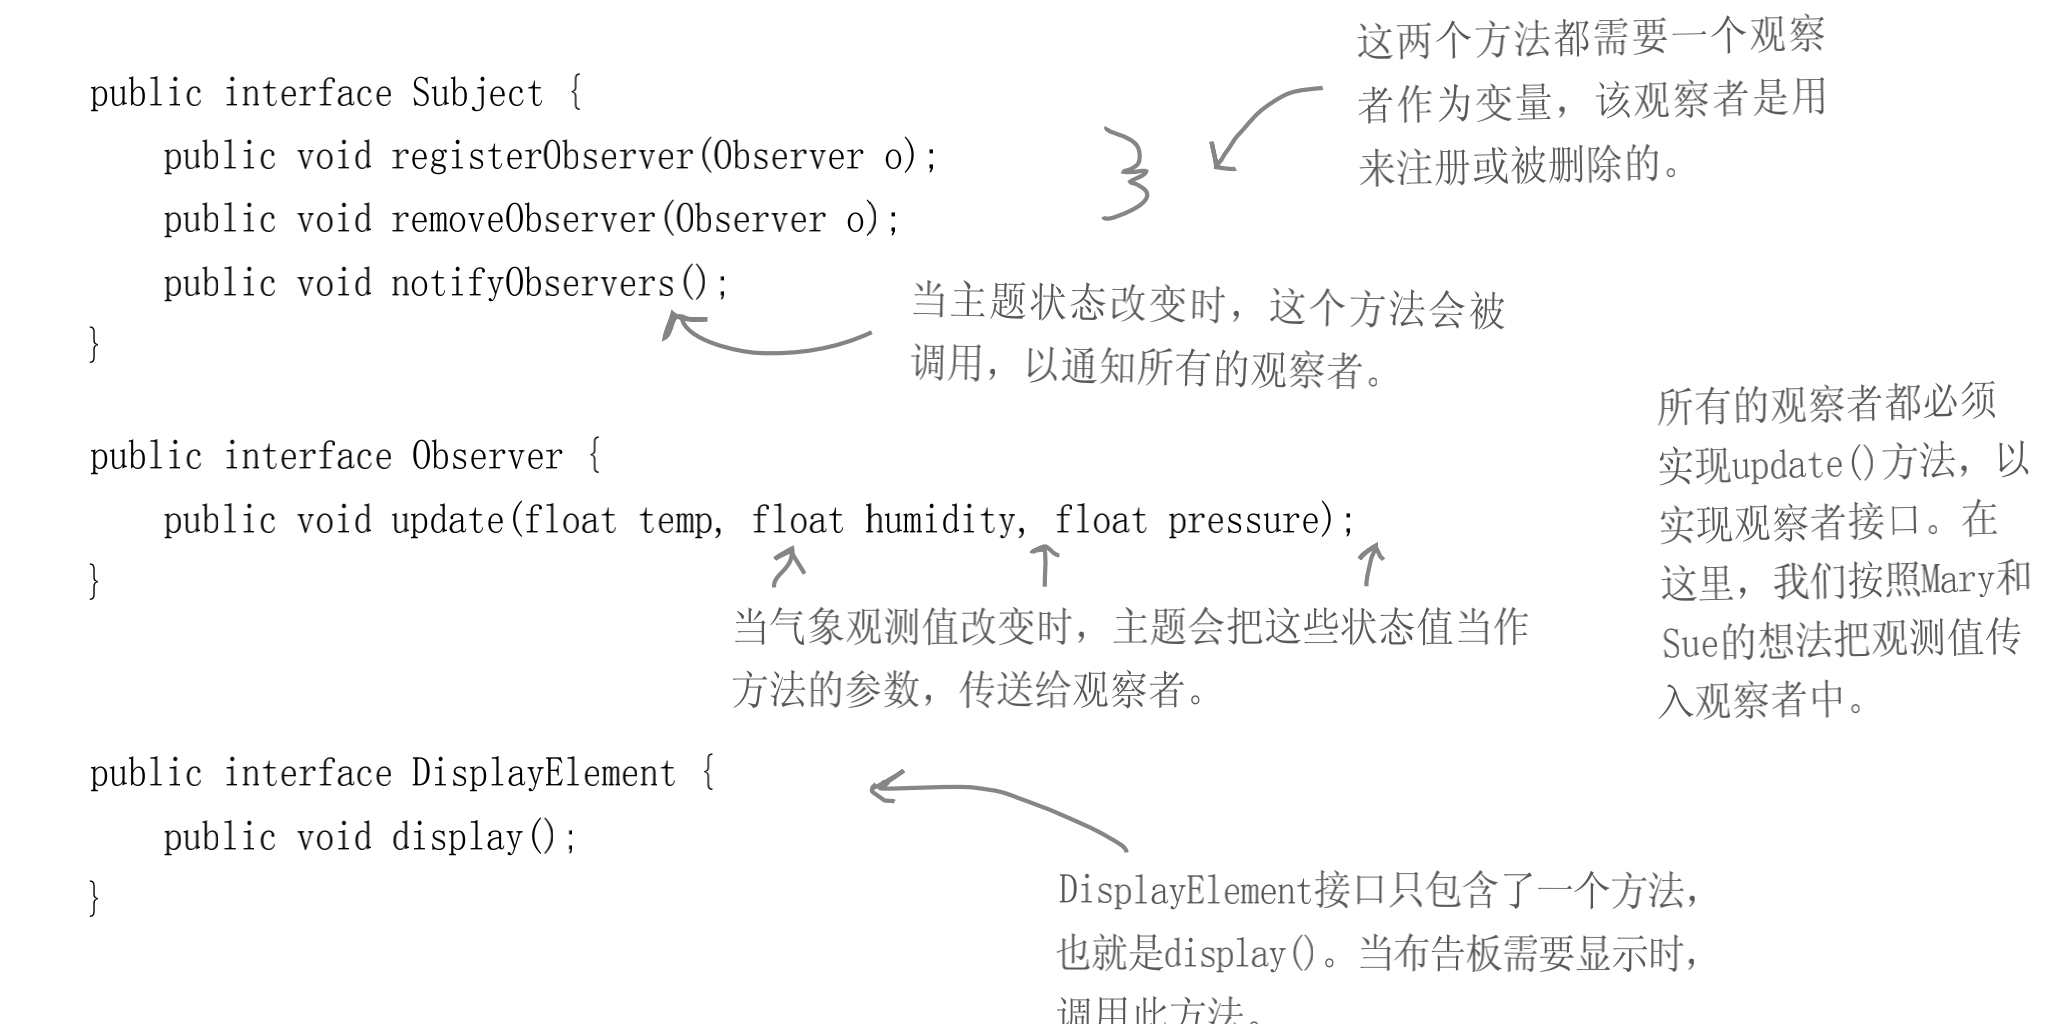 这两个方法都需要一个观察
者作为变量，该观察者是用
来注册或被删除的。
public interface Subject {
public void registerObserver(Observer o);
public void removeObserver(Observer o);
public void notifyObservers();
}
当主题状态改变时，这个方法会被
调用，以通知所有的观察者。
public interface Observer {
public void update(float temp, float humidity, float pressure);
}
所有的观察者都必须
实现update()方法，以
实现观察者接口。在
这里，我们按照Mary和
Sue的想法把观测值传
入观察者中。
当气象观测值改变时，主题会把这些状态值当作
方法的参数，传送给观察者。
public interface DisplayElement {
public void display();
}
DisplayElement接口只包含了一个方法，
也就是display()。当布告板需要显示时，
调用此方法。